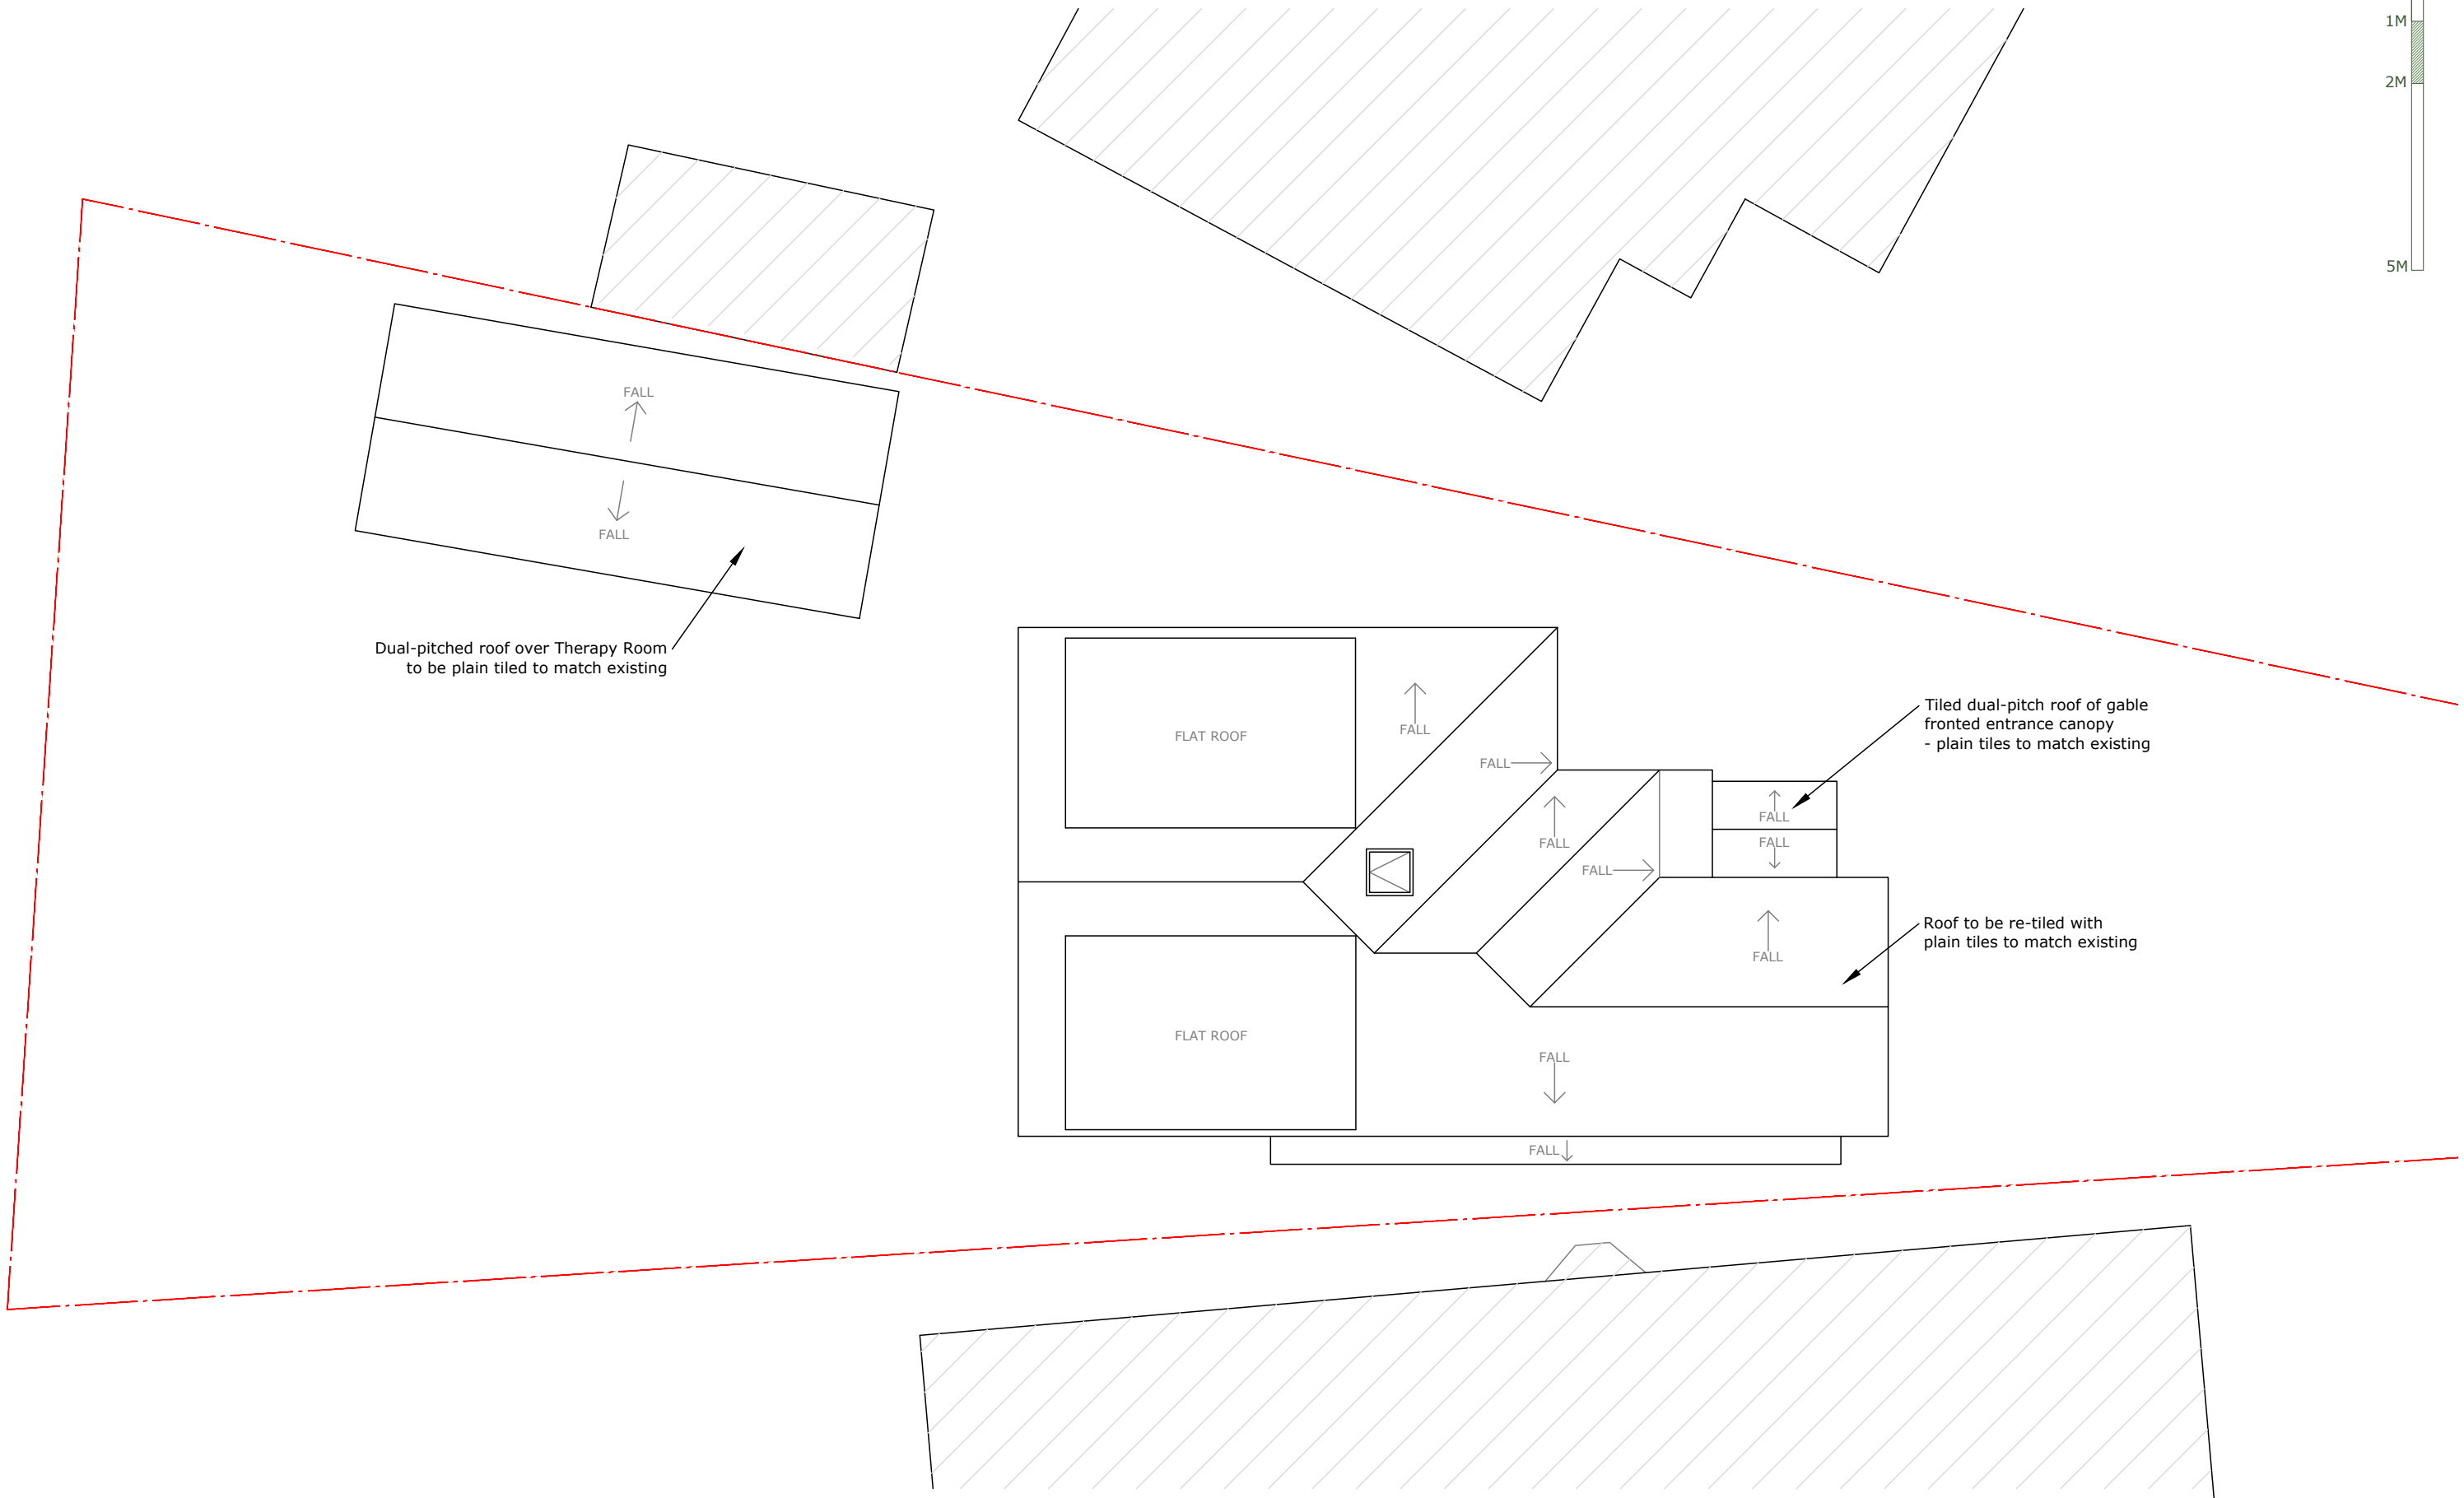 1M
2M
5M
FALL
FALL
Dual-pitched roof over Therapy Room
to be plain tiled to match existing
FLAT ROOF
FALL
FALL
FALL
FALL
Tiled dual-pitch roof of gable
fronted entrance canopy
- plain tiles to match existing
FALL
FALL
Roof to be re-tiled with
plain tiles to match existing
FALL
FLAT ROOF
FALL
FALL